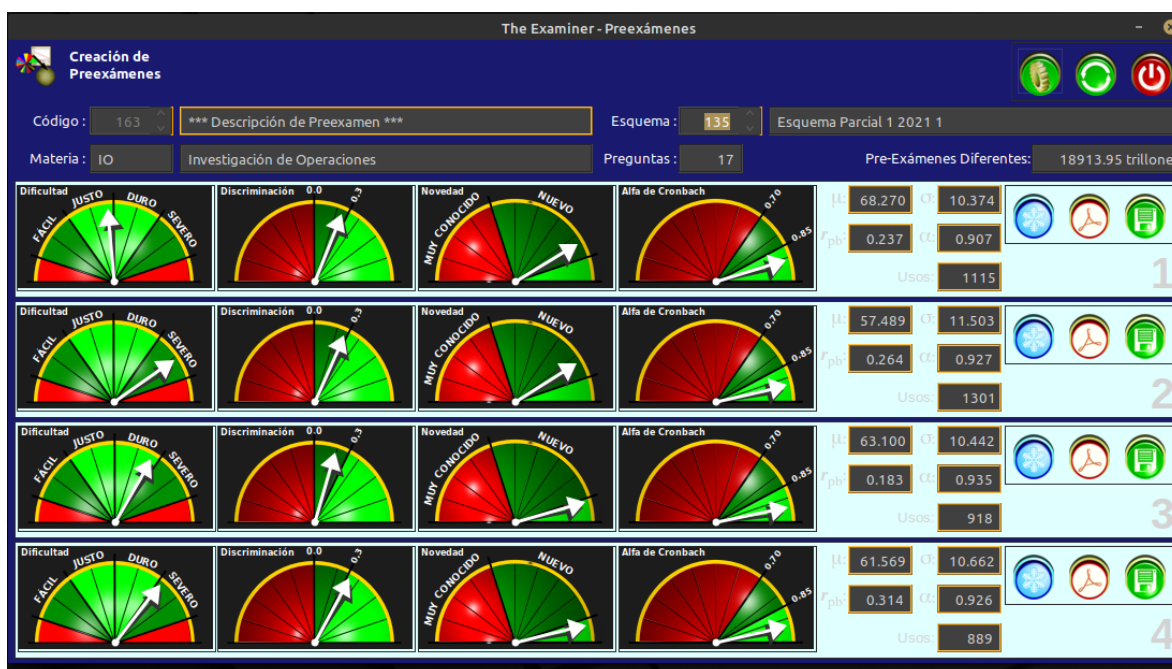 The Examiner - Preexámenes
Creación de
Preexámenes
Código : 163 *** Descripción de Preexamen *** Esquema : 135 Esquema Parcial 1 2021 1
Materia : IO Investigación de Operaciones Preguntas : 17 Pre-Exámenes Diferentes: 18913.95 trillone
Dificultad FÁCIL JUSTO DURO SEVERO Discriminación 0.0 0.3 Novedad MUY CONOCIDO NUEVO Alfa de Cronbach 0.70 0.85 μ: 68.270 σ: 10.374
rpb: 0.237 α: 0.907
Usos: 1115
1
Dificultad FÁCIL JUSTO DURO SEVERO Discriminación 0.0 0.3 Novedad MUY CONOCIDO NUEVO Alfa de Cronbach 0.70 0.85 μ: 57.489 σ: 11.503
rpb: 0.264 α: 0.927
Usos: 1301
2
Dificultad FÁCIL JUSTO DURO SEVERO Discriminación 0.0 0.3 Novedad MUY CONOCIDO NUEVO Alfa de Cronbach 0.70 0.85 μ: 63.100 σ: 10.442
rpb: 0.183 α: 0.935
Usos: 918
3
Dificultad FÁCIL JUSTO DURO SEVERO Discriminación 0.0 0.3 Novedad MUY CONOCIDO NUEVO Alfa de Cronbach 0.70 0.85 μ: 61.569 σ: 10.662
rpb: 0.314 α: 0.926
Usos: 889
4